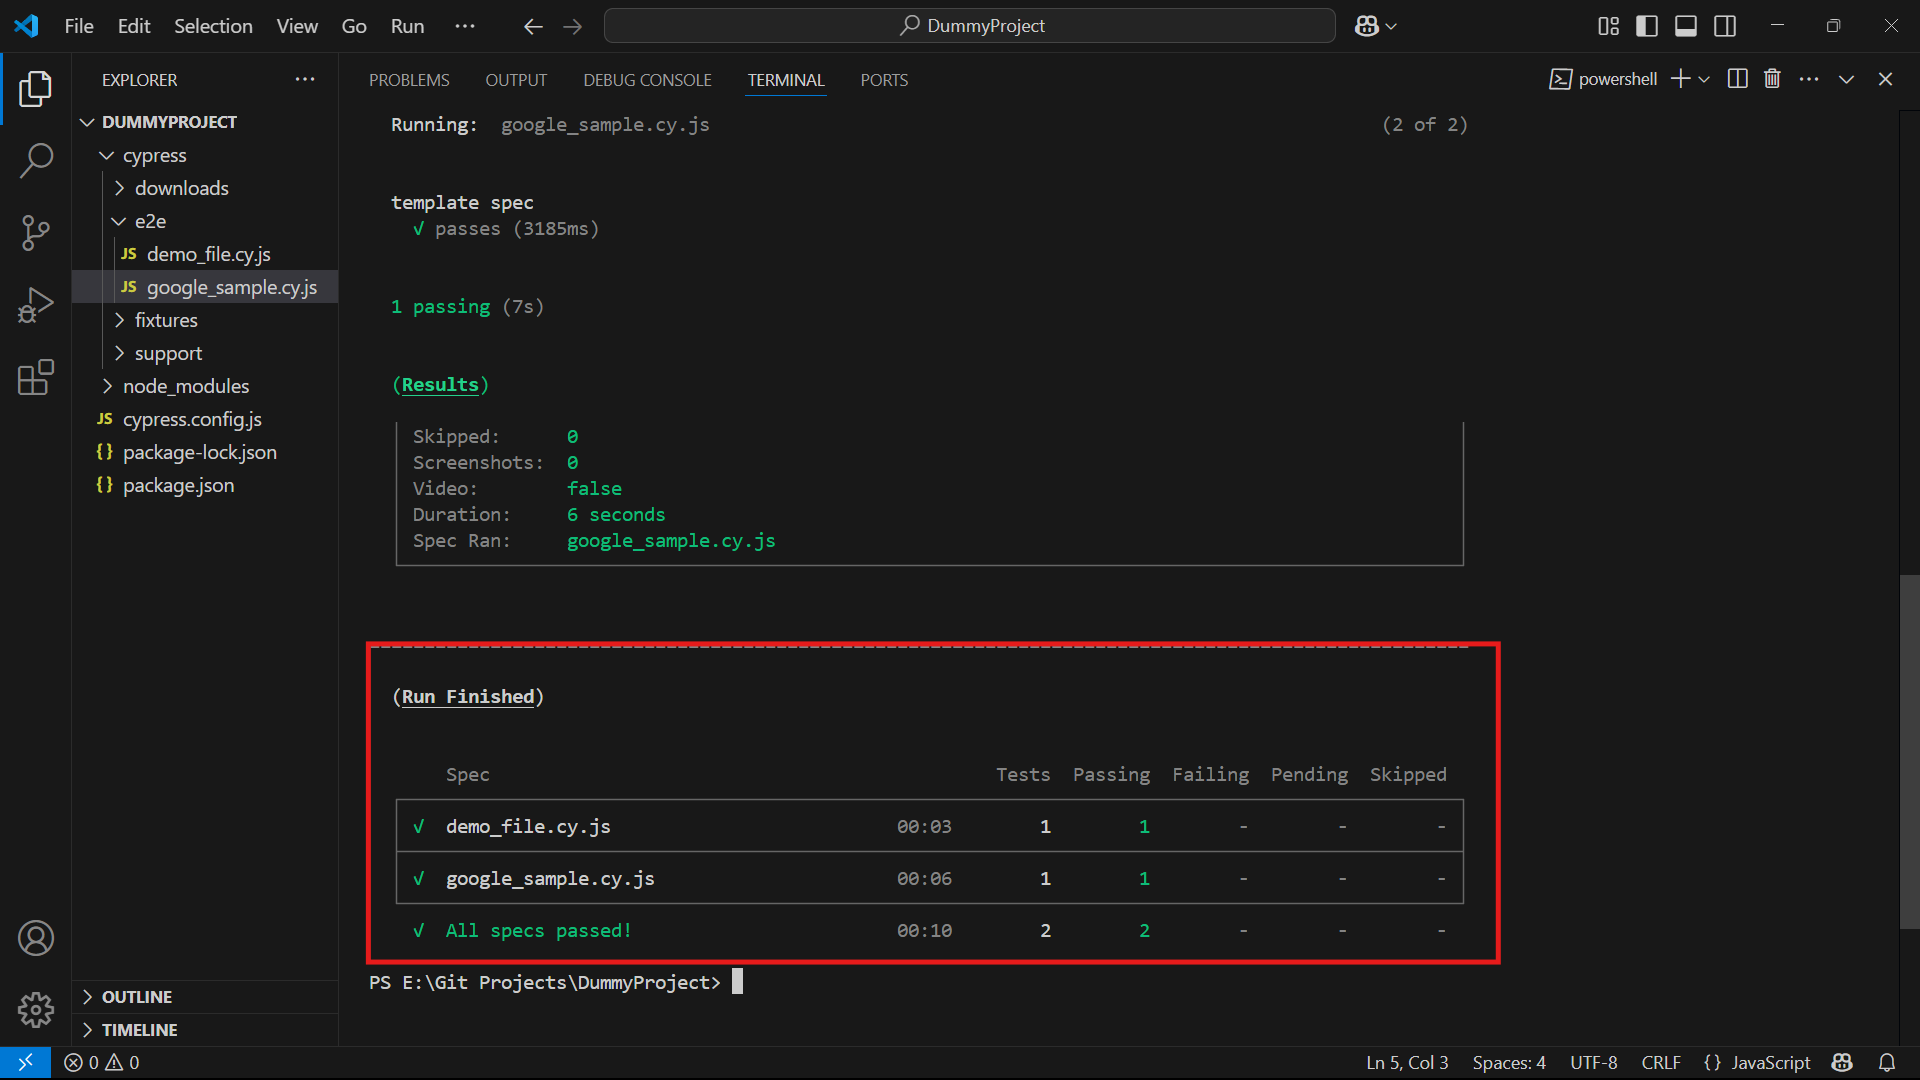 File Edit Selection View Go Run ··· DummyProject
EXPLORER ···
DUMMYPROJECT
cypress
downloads
e2e
JS demo_file.cy.js
JS google_sample.cy.js
fixtures
support
node_modules
JS cypress.config.js
{} package-lock.json
{} package.json
OUTLINE
TIMELINE
PROBLEMS OUTPUT DEBUG CONSOLE TERMINAL PORTS powershell
Running: google_sample.cy.js (2 of 2)
template spec
√ passes (3185ms)
1 passing (7s)
(Results)
Skipped: 0
Screenshots: 0
Video: false
Duration: 6 seconds
Spec Ran: google_sample.cy.js
(Run Finished)
Spec Tests Passing Failing Pending Skipped
√ demo_file.cy.js 00:03 1 1 - - -
√ google_sample.cy.js 00:06 1 1 - - -
√ All specs passed! 00:10 2 2 - - -
PS E:\Git Projects\DummyProject>
0 0 Ln 5, Col 3 Spaces: 4 UTF-8 CRLF {} JavaScript